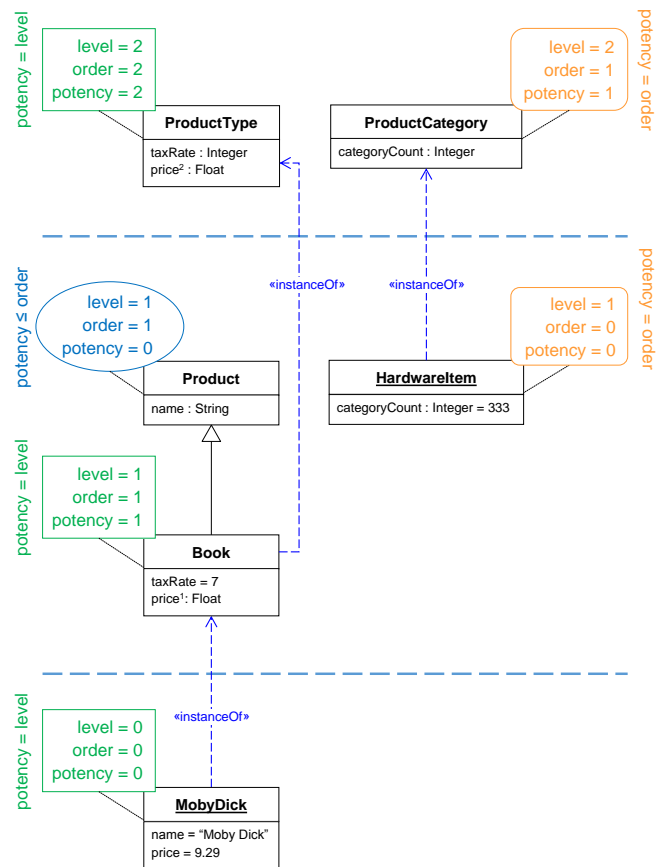 potency = level
level = 2
order = 2
potency = 2
level = 2
order = 1
potency = 1
potency = order
ProductType
taxRate : Integer
price² : Float
ProductCategory
categoryCount : Integer
«instanceOf»
«instanceOf»
potency ≤ order
level = 1
order = 1
potency = 0
level = 1
order = 0
potency = 0
potency = order
Product
name : String
HardwareItem
categoryCount : Integer = 333
potency = level
level = 1
order = 1
potency = 1
Book
taxRate = 7
price¹: Float
«instanceOf»
potency = level
level = 0
order = 0
potency = 0
MobyDick
name = “Moby Dick”
price = 9.29